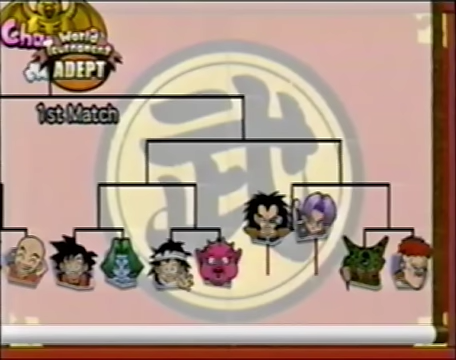 World
Tournament
ADEPT
1st Match
武